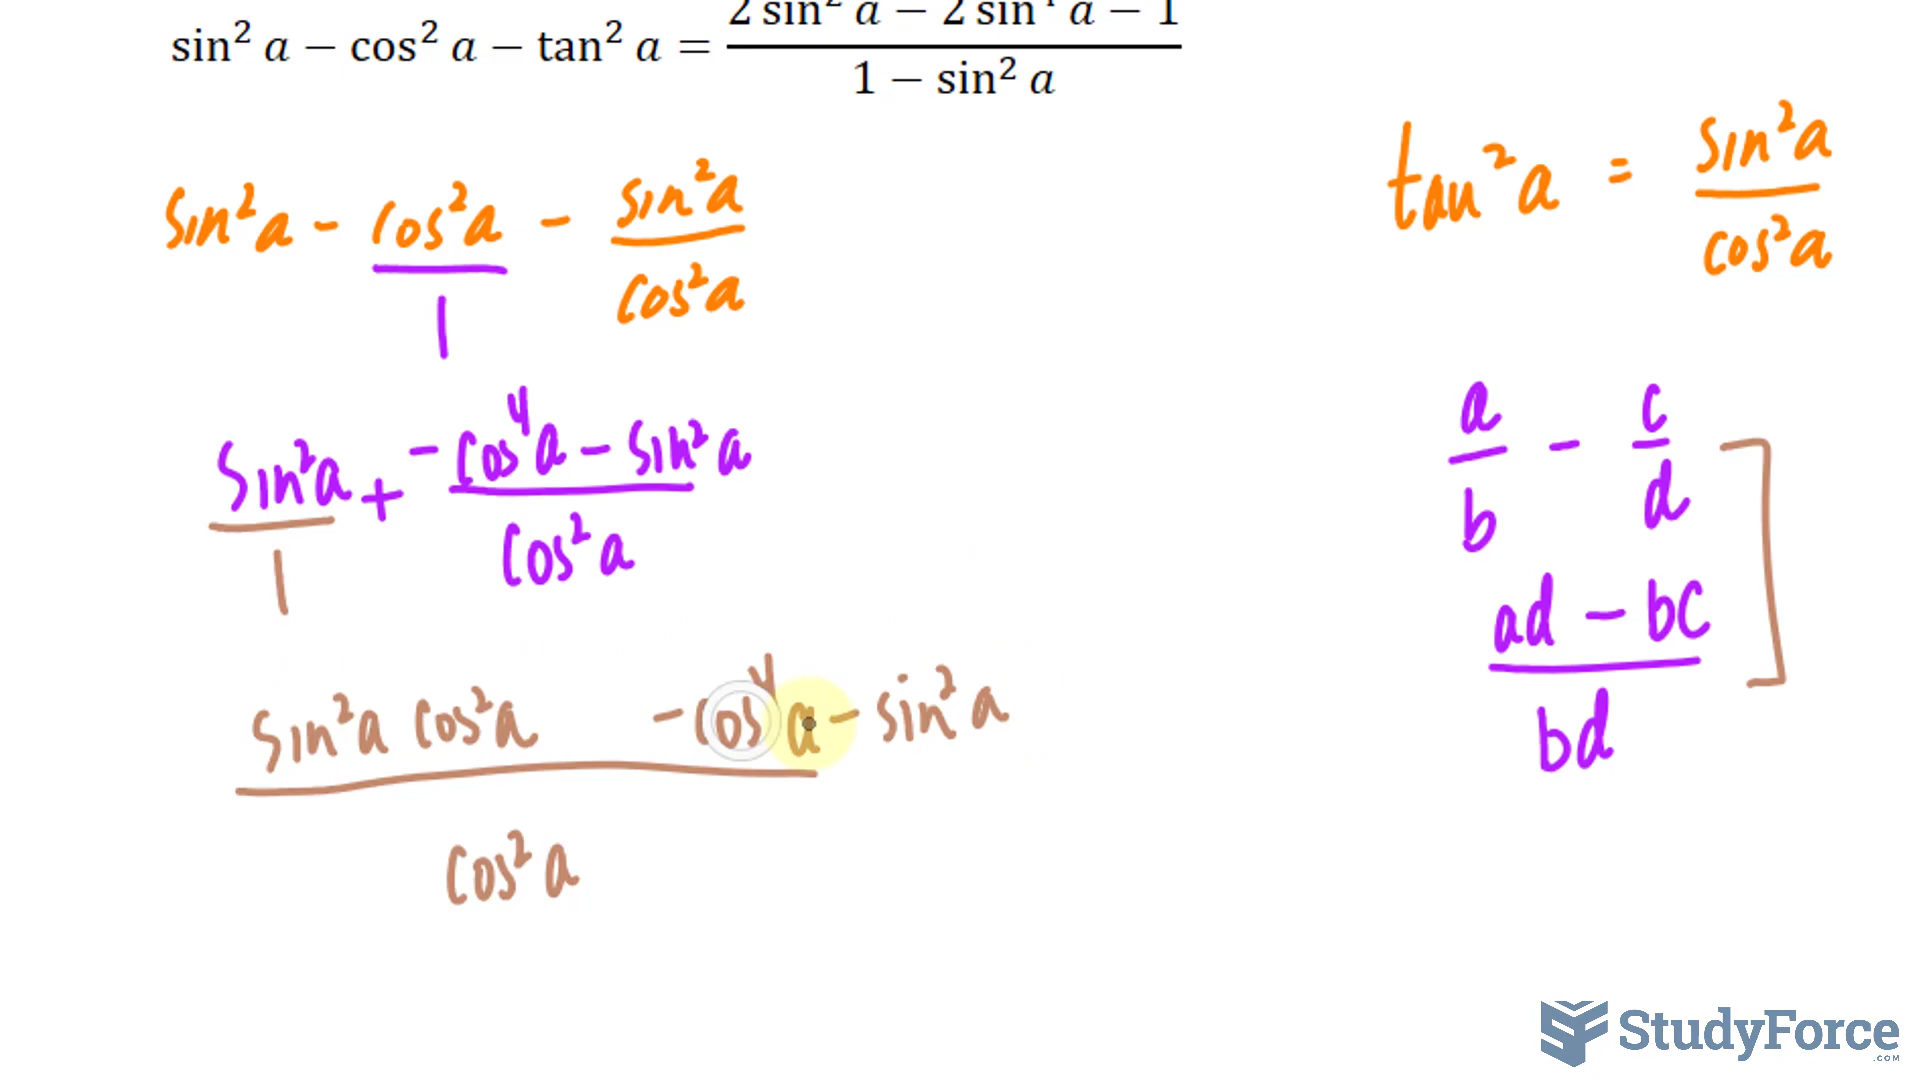 sin² a − cos² a − tan² a = (2 sin² a − 2 sin⁴ a − 1) / (1 − sin² a)
sin²a - cos²a/1 - sin²a/cos²a
tan²a = sin²a/cos²a
sin²a/1 + (-cos⁴a - sin²a)/cos²a
a/b - c/d
(ad - bc)/bd
(sin²a cos²a -cos⁴a - sin²a)/cos²a
StudyForce
.COM